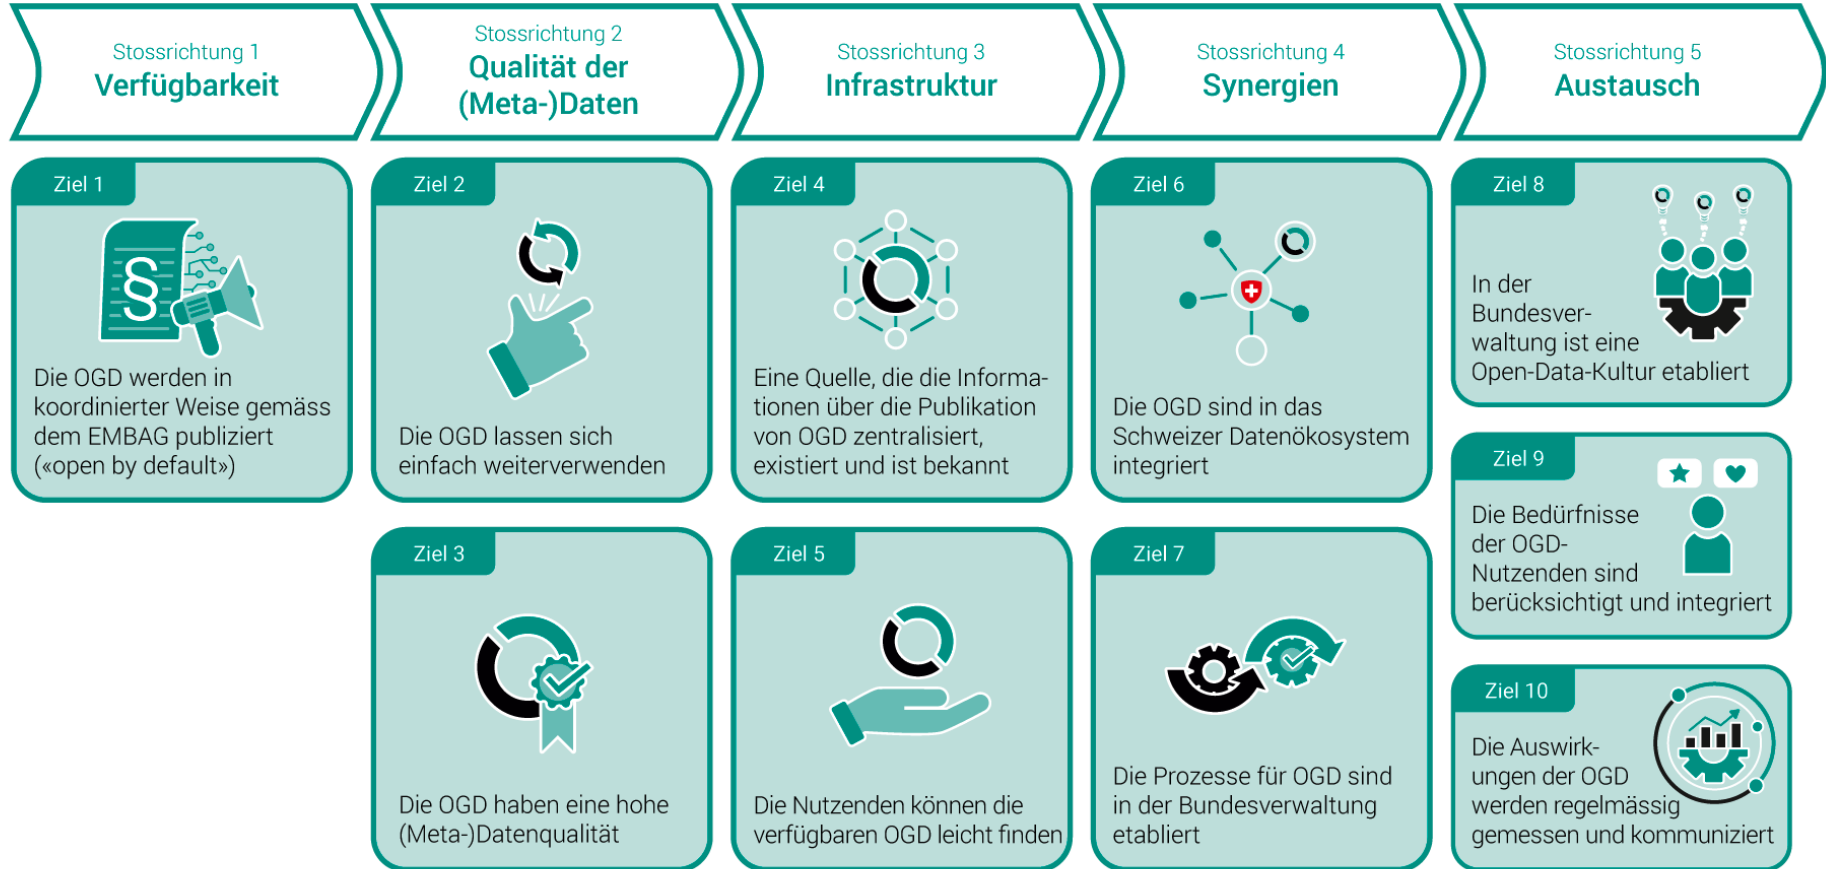 Stossrichtung 1
Verfügbarkeit
Stossrichtung 2
Qualität der
(Meta-)Daten
Stossrichtung 3
Infrastruktur
Stossrichtung 4
Synergien
Stossrichtung 5
Austausch
Ziel 1
§
Die OGD werden in
koordinierter Weise gemäss
dem EMBAG publiziert
(«open by default»)
Ziel 2
Die OGD lassen sich
einfach weiterverwenden
Ziel 3
Die OGD haben eine hohe
(Meta-)Datenqualität
Ziel 4
Eine Quelle, die die Informa-
tionen über die Publikation
von OGD zentralisiert,
existiert und ist bekannt
Ziel 5
Die Nutzenden können die
verfügbaren OGD leicht finden
Ziel 6
Die OGD sind in das
Schweizer Datenökosystem
integriert
Ziel 7
Die Prozesse für OGD sind
in der Bundesverwaltung
etabliert
Ziel 8
In der
Bundesver-
waltung ist eine
Open-Data-Kultur etabliert
Ziel 9
Die Bedürfnisse
der OGD-
Nutzenden sind
berücksichtigt und integriert
Ziel 10
Die Auswirk-
ungen der OGD
werden regelmässig
gemessen und kommuniziert